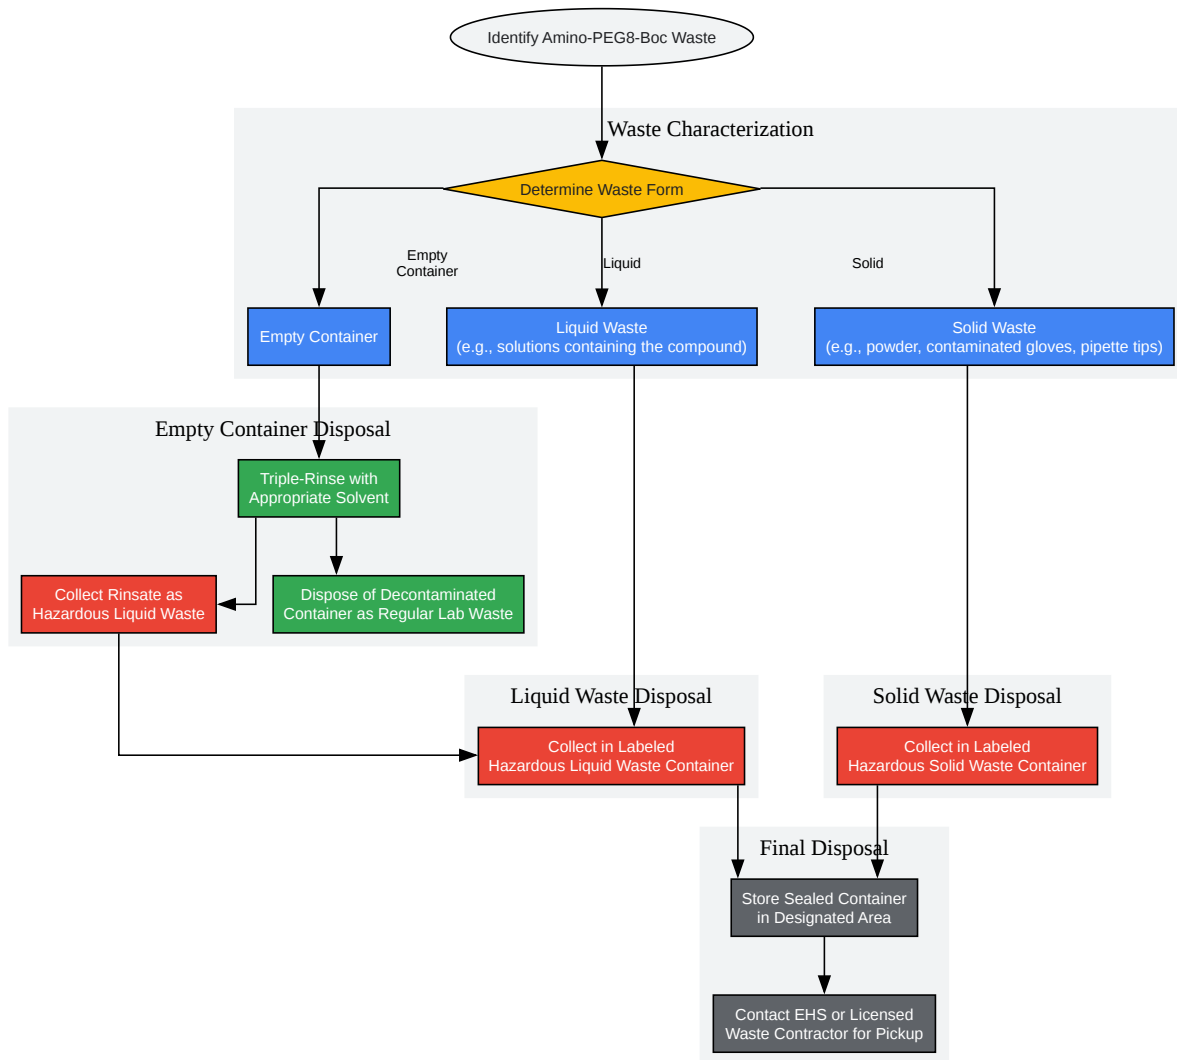 Identify Amino-PEG8-Boc Waste
Waste Characterization
Determine Waste Form
Empty
Container
Liquid
Solid
Empty Container
Liquid Waste
(e.g., solutions containing the compound)
Solid Waste
(e.g., powder, contaminated gloves, pipette tips)
Empty Container Disposal
Triple-Rinse with
Appropriate Solvent
Collect Rinsate as
Hazardous Liquid Waste
Dispose of Decontaminated
Container as Regular Lab Waste
Liquid Waste Disposal
Collect in Labeled
Hazardous Liquid Waste Container
Solid Waste Disposal
Collect in Labeled
Hazardous Solid Waste Container
Final Disposal
Store Sealed Container
in Designated Area
Contact EHS or Licensed
Waste Contractor for Pickup